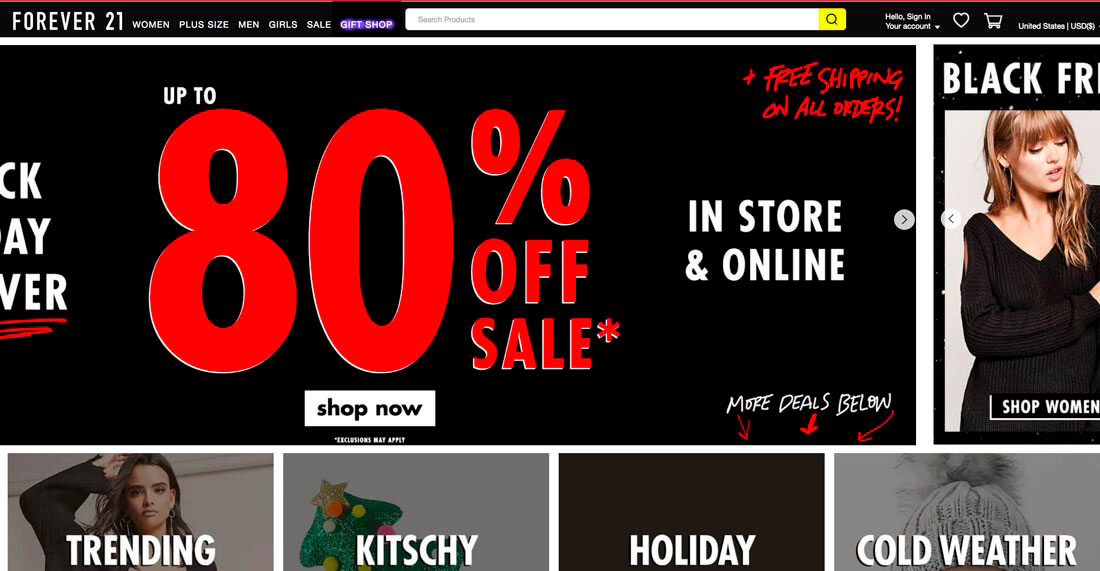 FOREVER 21
WOMEN PLUS SIZE MEN GIRLS SALE GIFT SHOP
Search Products
Hello, Sign In
Your account
United States | USD($)
CK
DAY
VER
UP TO
80%
OFF
SALE*
shop now
*EXCLUSIONS MAY APPLY
+ FREE SHIPPING
ON ALL ORDERS!
IN STORE
& ONLINE
MORE DEALS BELOW
BLACK FRI
SHOP WOMEN
TRENDING
KITSCHY
HOLIDAY
COLD WEATHER